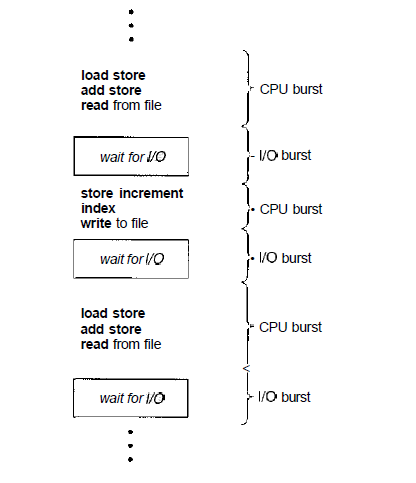 load store
add store
read from file
CPU burst
wait for I/O
I/O burst
store increment
index
write to file
CPU burst
wait for I/O
I/O burst
load store
add store
read from file
CPU burst
wait for I/O
I/O burst